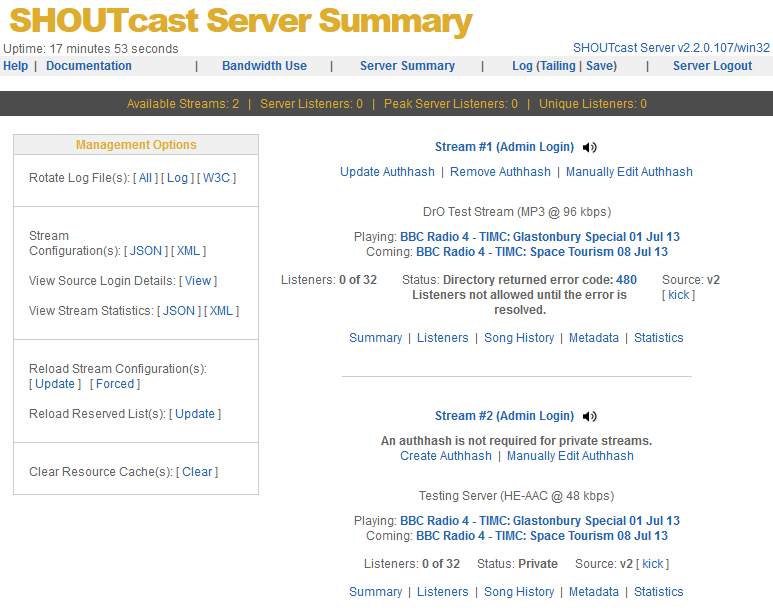 SHOUTcast Server Summary
Uptime: 17 minutes 53 seconds
SHOUTcast Server v2.2.0.107/win32
Help | Documentation | Bandwidth Use | Server Summary | Log (Tailing | Save) | Server Logout
Available Streams: 2 | Server Listeners: 0 | Peak Server Listeners: 0 | Unique Listeners: 0
Management Options
Rotate Log File(s): [ All ] [ Log ] [ W3C ]
Stream
Configuration(s): [ JSON ] [ XML ]
View Source Login Details: [ View ]
View Stream Statistics: [ JSON ] [ XML ]
Reload Stream Configuration(s):
[ Update ] [ Forced ]
Reload Reserved List(s): [ Update ]
Clear Resource Cache(s): [ Clear ]
Stream #1 (Admin Login)
Update Authhash | Remove Authhash | Manually Edit Authhash
DrO Test Stream (MP3 @ 96 kbps)
Playing: BBC Radio 4 - TIMC: Glastonbury Special 01 Jul 13
Coming: BBC Radio 4 - TIMC: Space Tourism 08 Jul 13
Listeners: 0 of 32
Status: Directory returned error code: 480
Listeners not allowed until the error is
resolved.
Source: v2
[ kick ]
Summary | Listeners | Song History | Metadata | Statistics
Stream #2 (Admin Login)
An authhash is not required for private streams.
Create Authhash | Manually Edit Authhash
Testing Server (HE-AAC @ 48 kbps)
Playing: BBC Radio 4 - TIMC: Glastonbury Special 01 Jul 13
Coming: BBC Radio 4 - TIMC: Space Tourism 08 Jul 13
Listeners: 0 of 32 Status: Private Source: v2 [ kick ]
Summary | Listeners | Song History | Metadata | Statistics